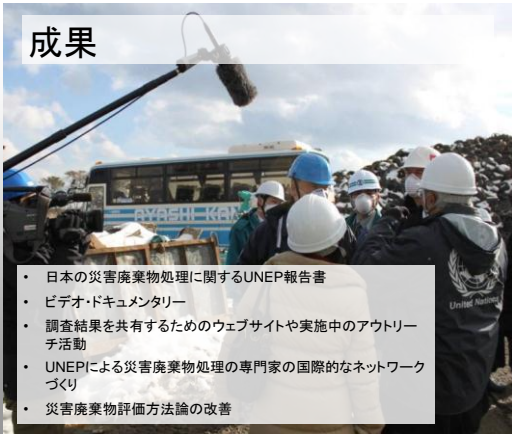 成果
AYASHI KAN
• 日本の災害廃棄物処理に関するUNEP報告書
• ビデオ・ドキュメンタリー
• 調査結果を共有するためのウェブサイトや実施中のアウトリー
チ活動
• UNEPによる災害廃棄物処理の専門家の国際的なネットワーク
づくり
• 災害廃棄物評価方法論の改善
United Nations